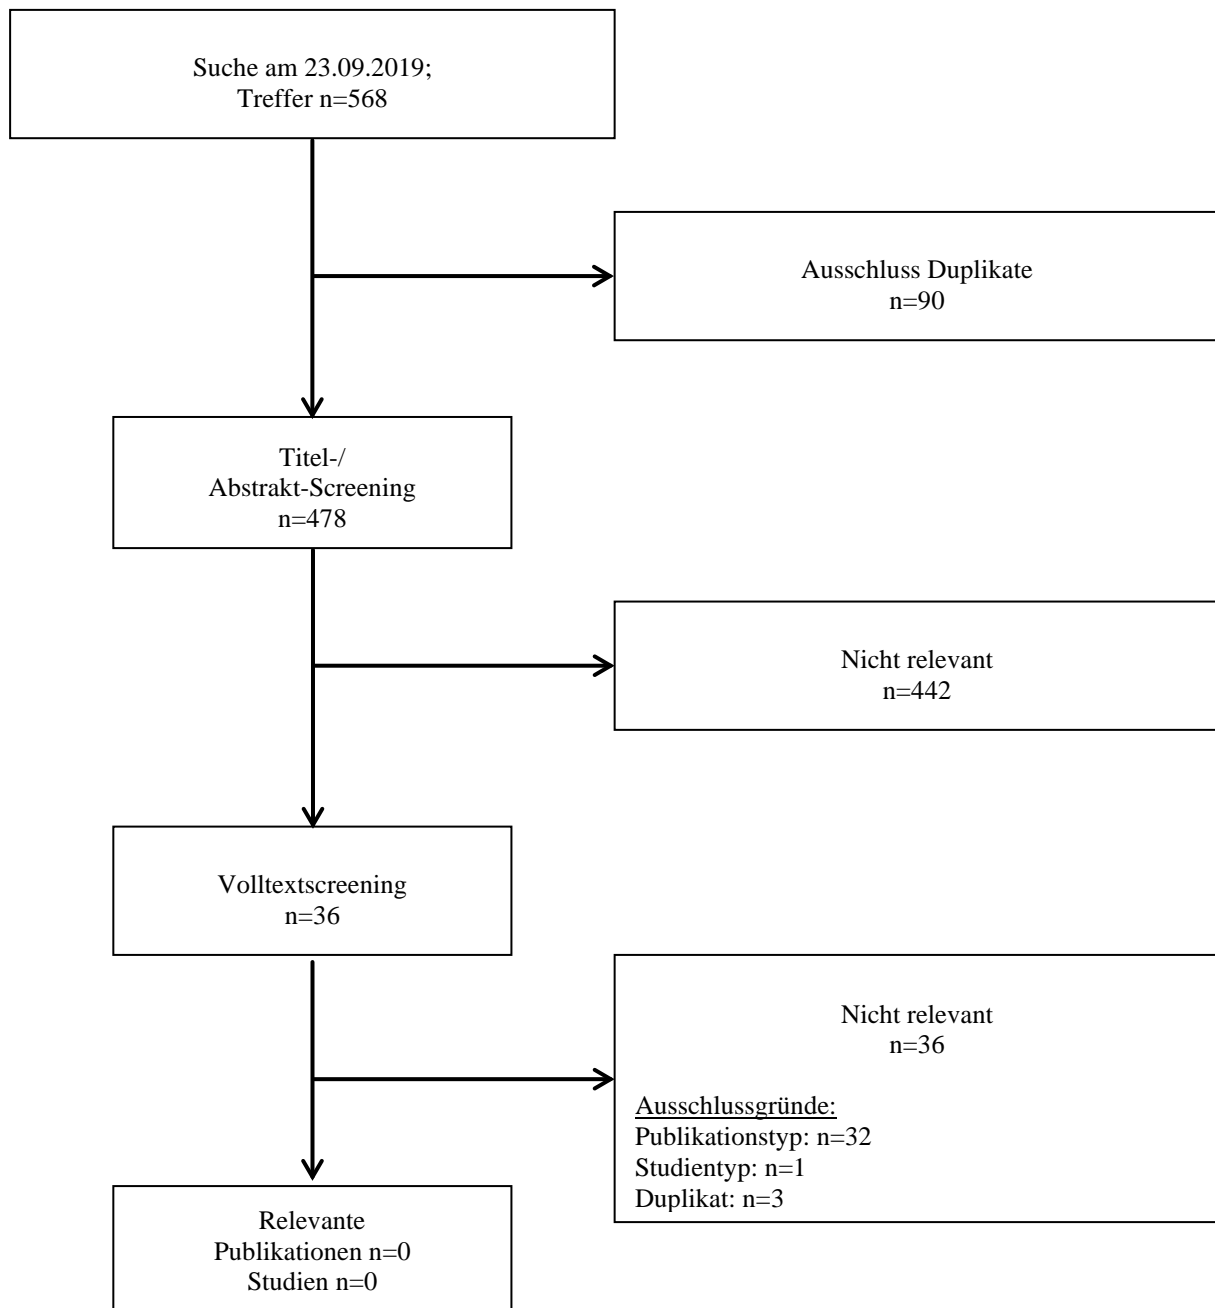 Suche am 23.09.2019;
Treffer n=568
Ausschluss Duplikate
n=90
Titel-/
Abstrakt-Screening
n=478
Nicht relevant
n=442
Volltextscreening
n=36
Nicht relevant
n=36
Ausschlussgründe:
Publikationstyp: n=32
Studientyp: n=1
Duplikat: n=3
Relevante
Publikationen n=0
Studien n=0